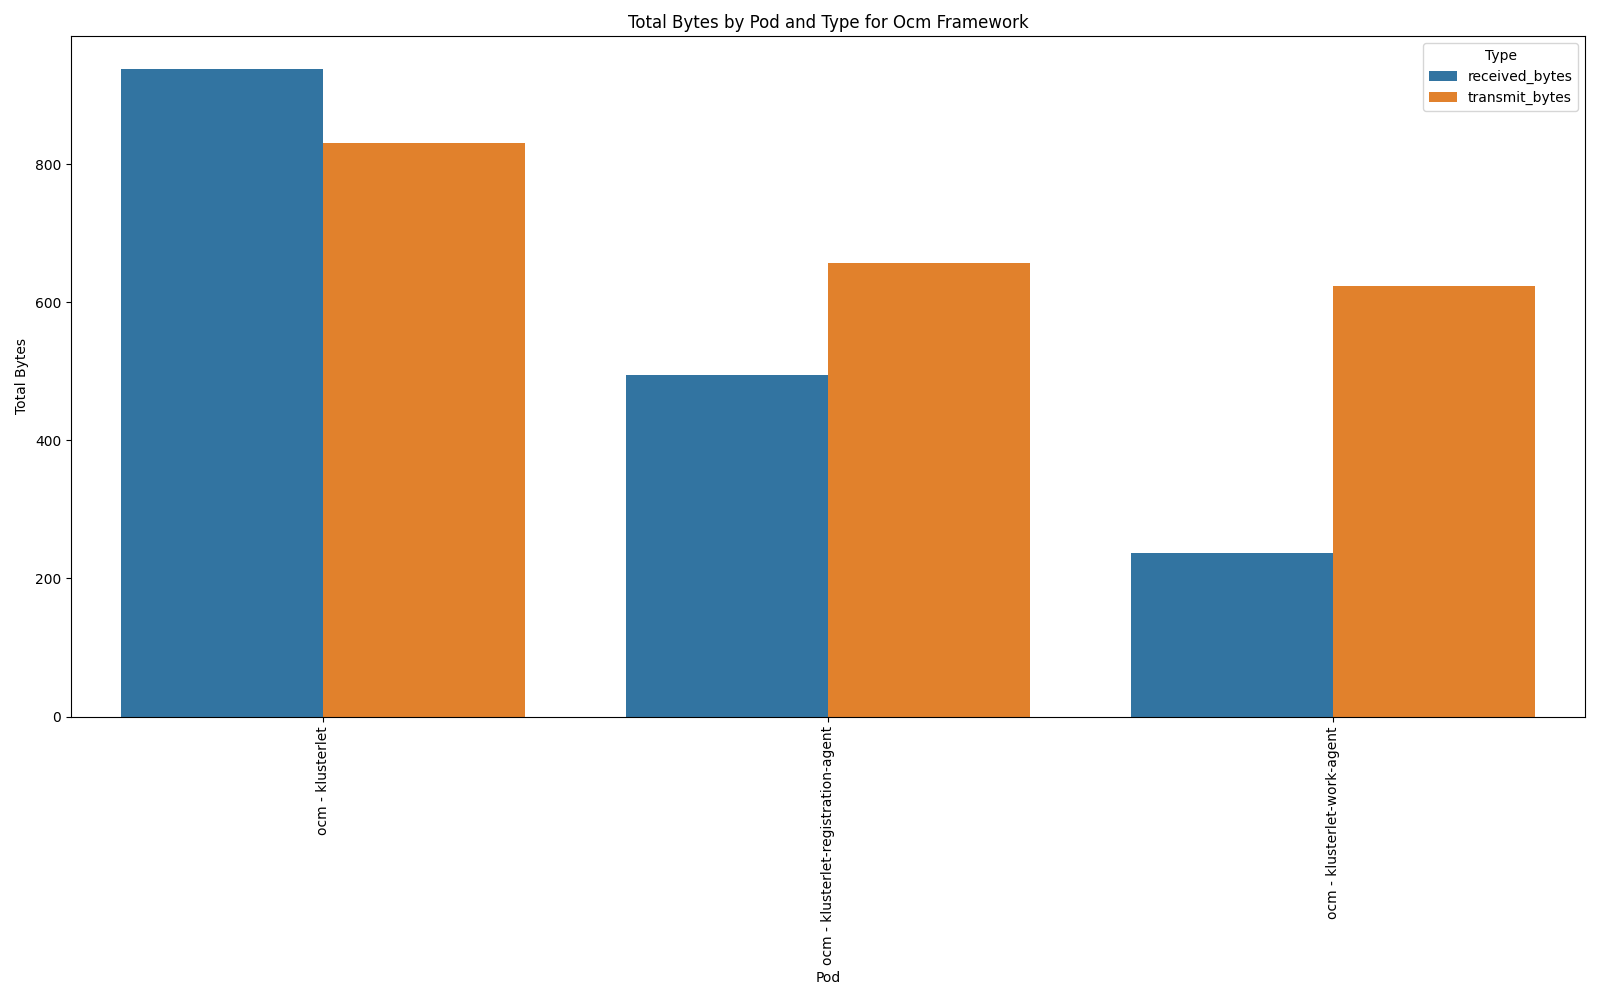 Total Bytes by Pod and Type for Ocm Framework
Type
received_bytes
transmit_bytes
Total Bytes
800
600
400
200
0
ocm - klusterlet
ocm - klusterlet-registration-agent
ocm - klusterlet-work-agent
Pod